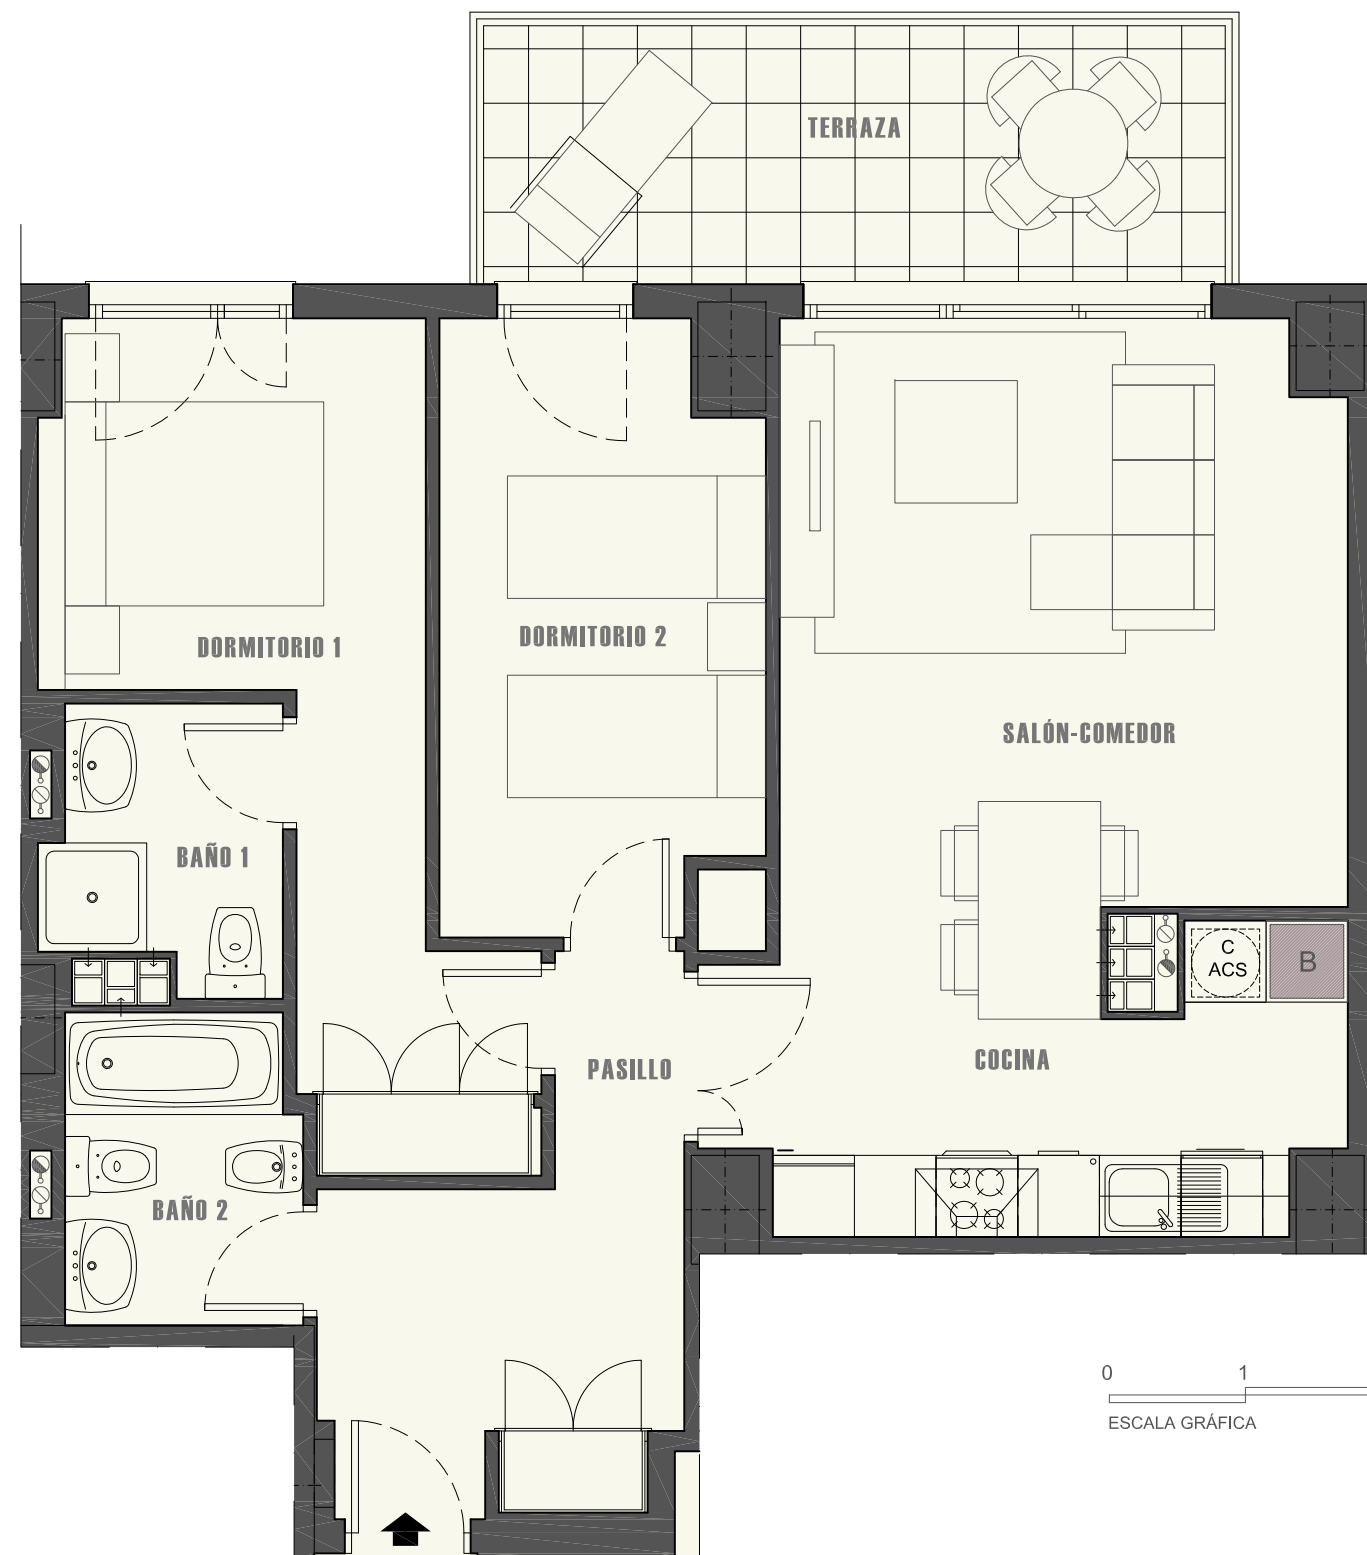 TERRAZA
DORMITORIO 1
DORMITORIO 2
SALÓN-COMEDOR
BAÑO 1
C
ACS
B
PASILLO
COCINA
BAÑO 2
0 1
ESCALA GRÁFICA